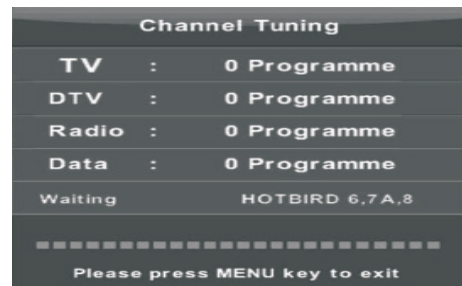 Channel Tuning
TV : 0 Programme
DTV : 0 Programme
Radio : 0 Programme
Data : 0 Programme
Waiting HOTBIRD 6,7A,8
Please press MENU key to exit